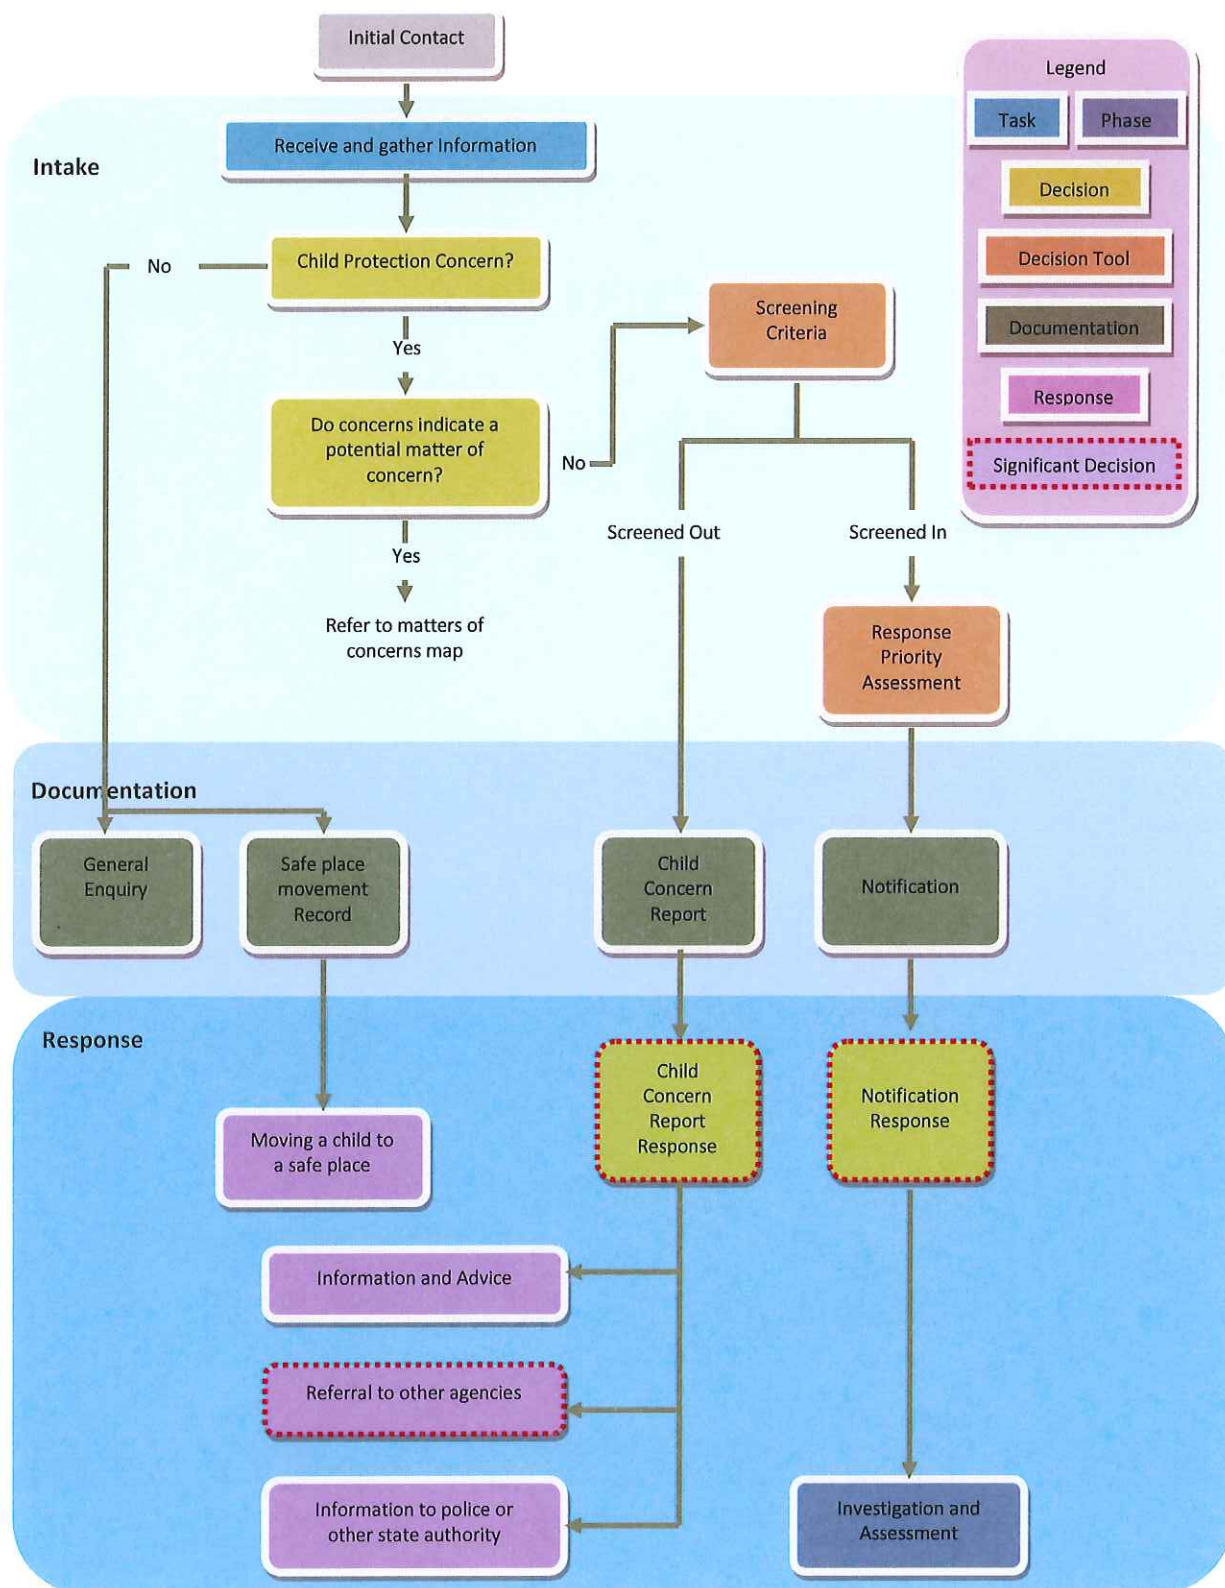 Initial Contact
Legend
Task
Phase
Decision
Decision Tool
Documentation
Response
Significant Decision
Intake
Receive and gather Information
Child Protection Concern?
No
Yes
Screening
Criteria
Do concerns indicate a
potential matter of
concern?
No
Yes
Refer to matters of
concerns map
Screened Out
Screened In
Response
Priority
Assessment
Documentation
General
Enquiry
Safe place
movement
Record
Child
Concern
Report
Notification
Response
Child
Concern
Report
Response
Notification
Response
Moving a child to
a safe place
Information and Advice
Referral to other agencies
Information to police or
other state authority
Investigation and
Assessment